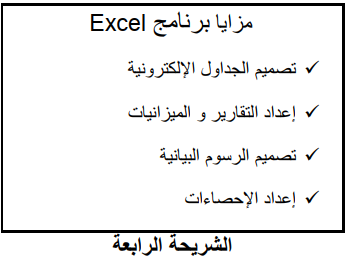 مزايا برنامج Excel
✓ تصميم الجداول الإلكترونية
✓ إعداد التقارير و الميزانيات
✓ تصميم الرسوم البيانية
✓ إعداد الإحصاءات
الشريحة الرابعة